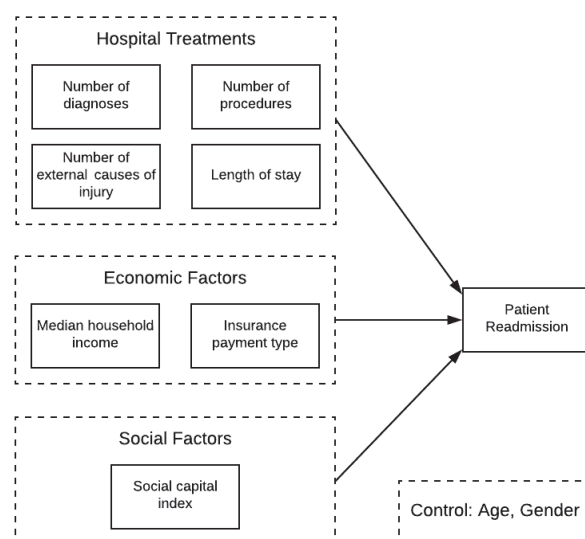 Hospital Treatments
Number of
diagnoses
Number of
procedures
Number of
external causes of
injury
Length of stay
Economic Factors
Median household
income
Insurance
payment type
Patient
Readmission
Social Factors
Social capital
index
Control: Age, Gender